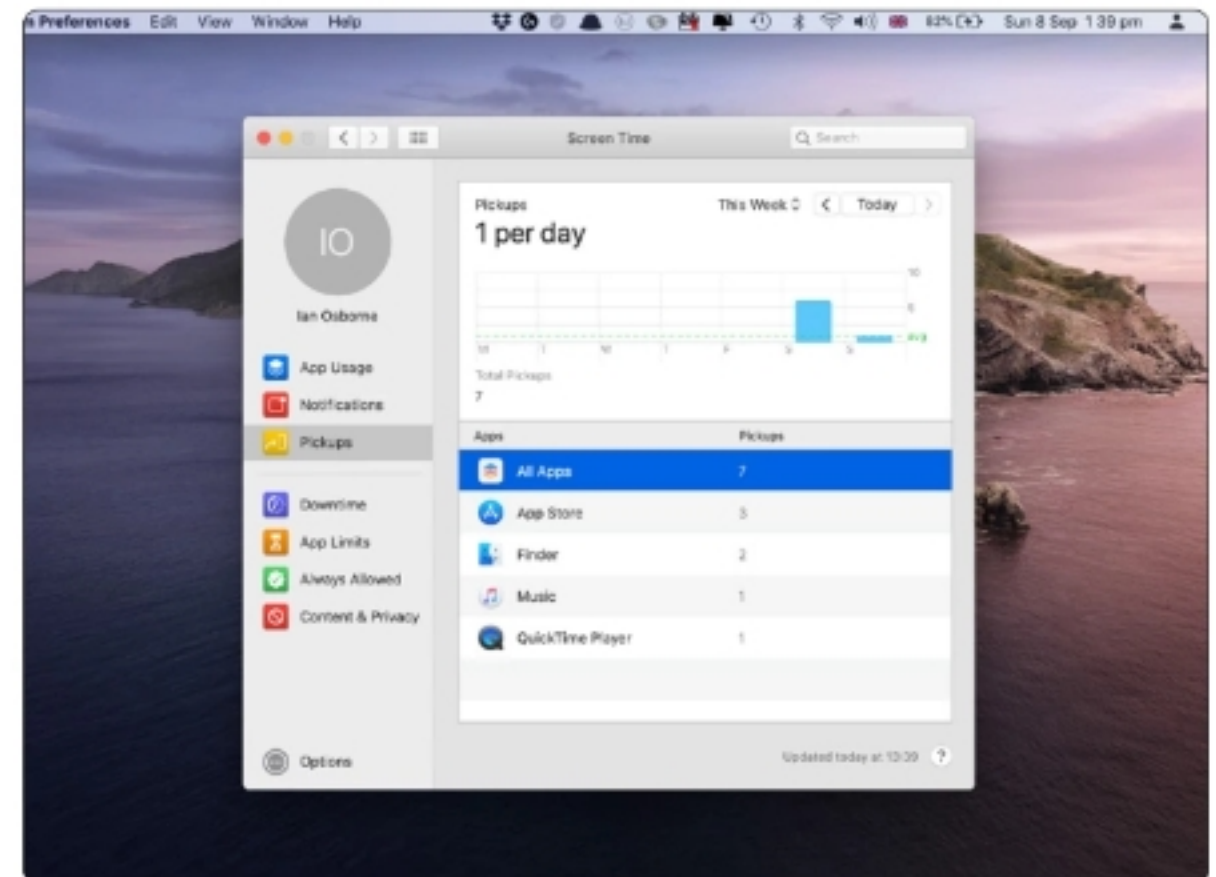 Preferences Edit View Window Help 82% Sun 8 Sep 1:39 pm
Screen Time
Search
IO
Ian Osborne
App Usage
Notifications
Pickups
Downtime
App Limits
Always Allowed
Content & Privacy
Options
Pickups This Week Today
1 per day
10
avg
M T W T F S S
Total Pickups
7
Apps Pickups
All Apps 7
App Store 3
Finder 2
Music 1
QuickTime Player 1
Updated today at 13:39 ?